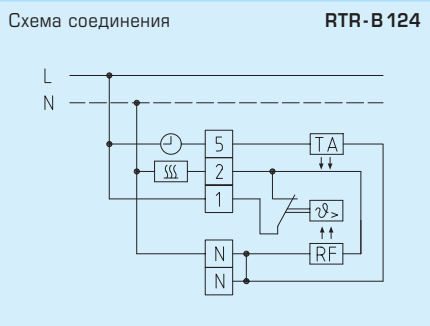 Схема соединения RTR-B 124
L
N
5 TA
2
1 ϑ>
N RF
N